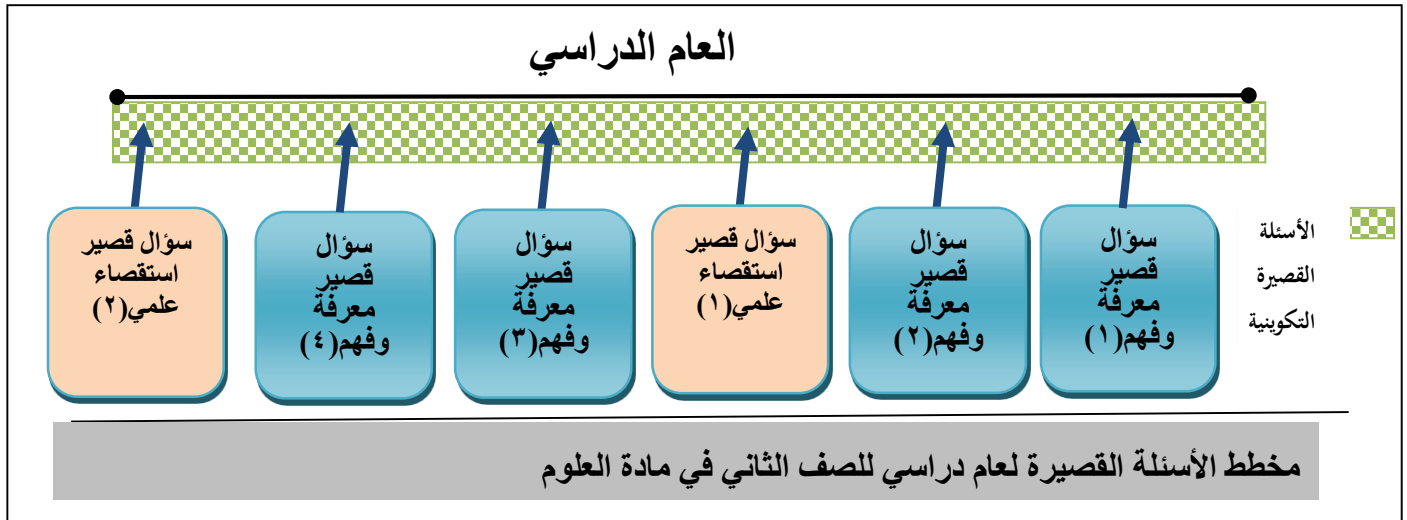 العام الدراسي
الأسئلة
القصيرة
التكوينية
سؤال
قصير
معرفة
وفهم(١)
سؤال
قصير
معرفة
وفهم(٢)
سؤال قصير
استقصاء
علمي(١)
سؤال
قصير
معرفة
وفهم(٣)
سؤال
قصير
معرفة
وفهم(٤)
سؤال قصير
استقصاء
علمي(٢)
مخطط الأسئلة القصيرة لعام دراسي للصف الثاني في مادة العلوم